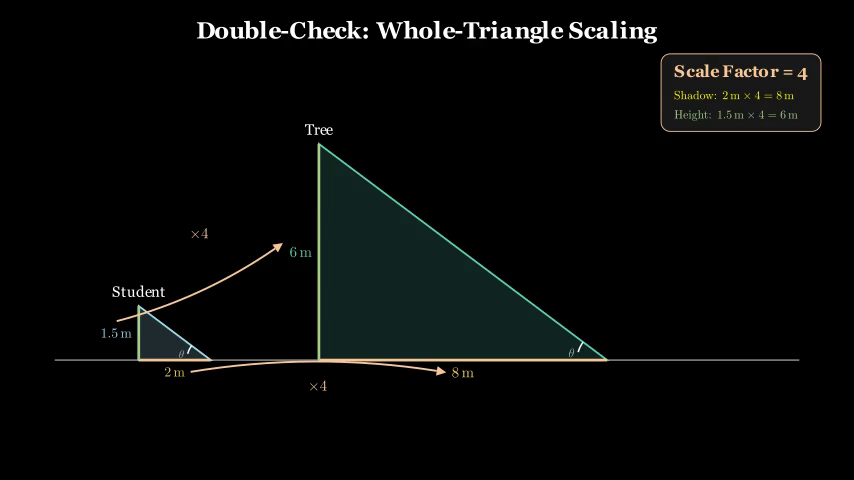 Double-Check: Whole-Triangle Scaling
Scale Factor = 4
Shadow: 2 m × 4 = 8 m
Height: 1.5 m × 4 = 6 m
Tree
×4
6 m
Student
1.5 m
θ
θ
2 m
8 m
×4